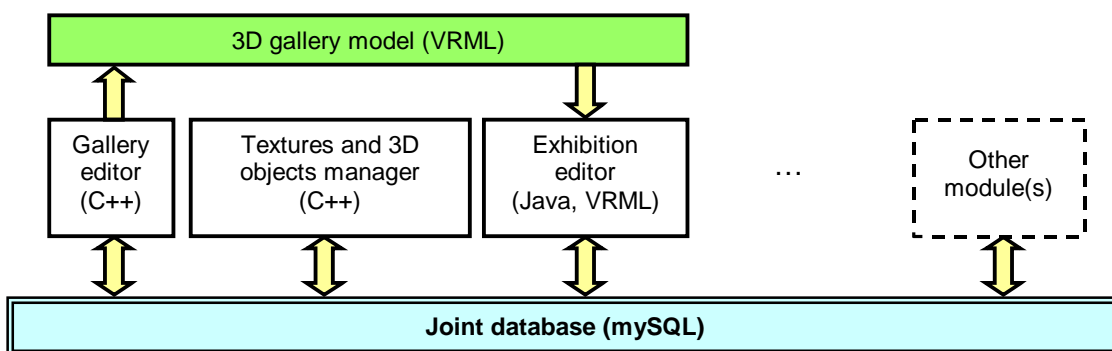 3D gallery model (VRML)
Gallery
editor
(C++)
Textures and 3D
objects manager
(C++)
Exhibition
editor
(Java, VRML)
...
Other
module(s)
Joint database (mySQL)